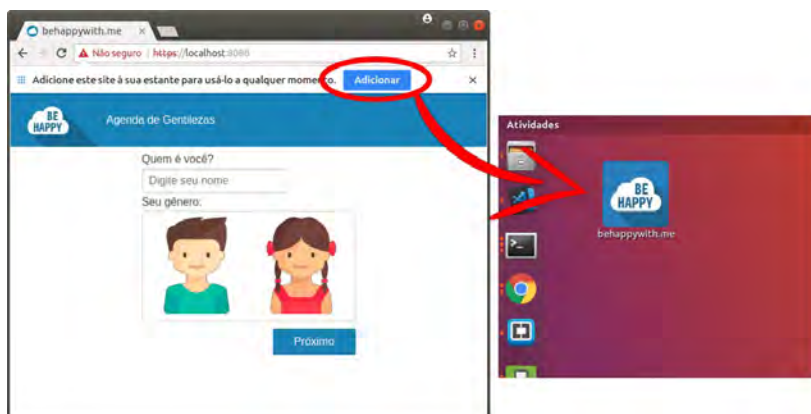 behappywith.me
Não seguro https://localhost:8080
Adicione este site à sua estante para usá-lo a qualquer momento. Adicionar
BE
HAPPY
Agenda de Gentilezas
Quem é você?
Digite seu nome
Seu gênero:
Próximo
Atividades
BE
HAPPY
behappywith.me